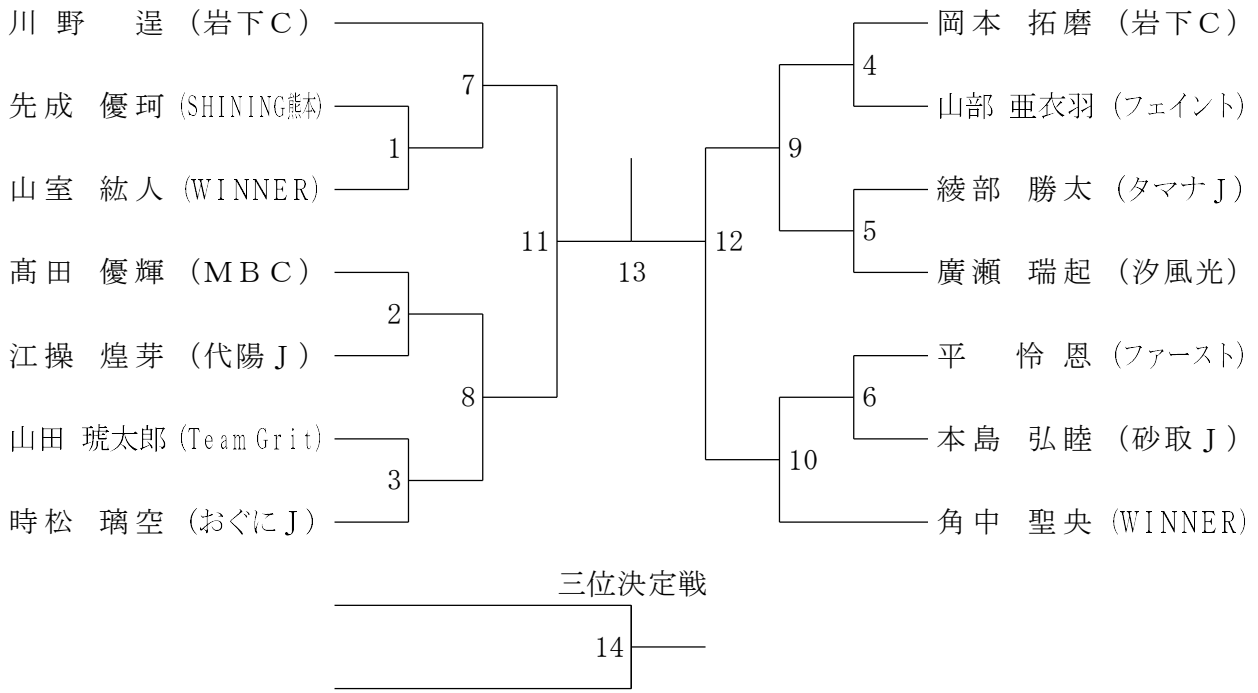 川野 逞 (岩下C)
7
先成 優珂 (SHINING熊本)
1
山室 紘人 (WINNER)
11
髙田 優輝 (MBC)
2
江操 煌芽 (代陽J)
8
山田 琥太郎 (Team Grit)
3
時松 璃空 (おぐにJ)
13
岡本 拓磨 (岩下C)
4
山部 亜衣羽 (フェイント)
9
綾部 勝太 (タマナJ)
5
廣瀬 瑞起 (汐風光)
12
平 怜恩 (ファースト)
6
本島 弘睦 (砂取J)
10
角中 聖央 (WINNER)
三位決定戦
14